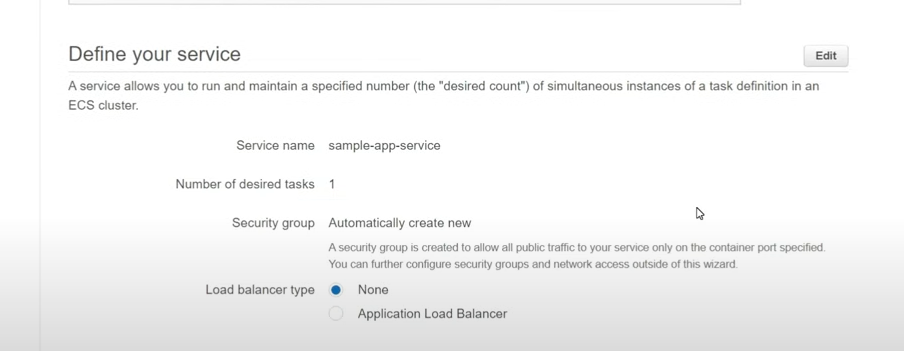 Define your service
Edit
A service allows you to run and maintain a specified number (the "desired count") of simultaneous instances of a task definition in an
ECS cluster.
Service name sample-app-service
Number of desired tasks 1
Security group Automatically create new
A security group is created to allow all public traffic to your service only on the container port specified.
You can further configure security groups and network access outside of this wizard.
Load balancer type None
Application Load Balancer